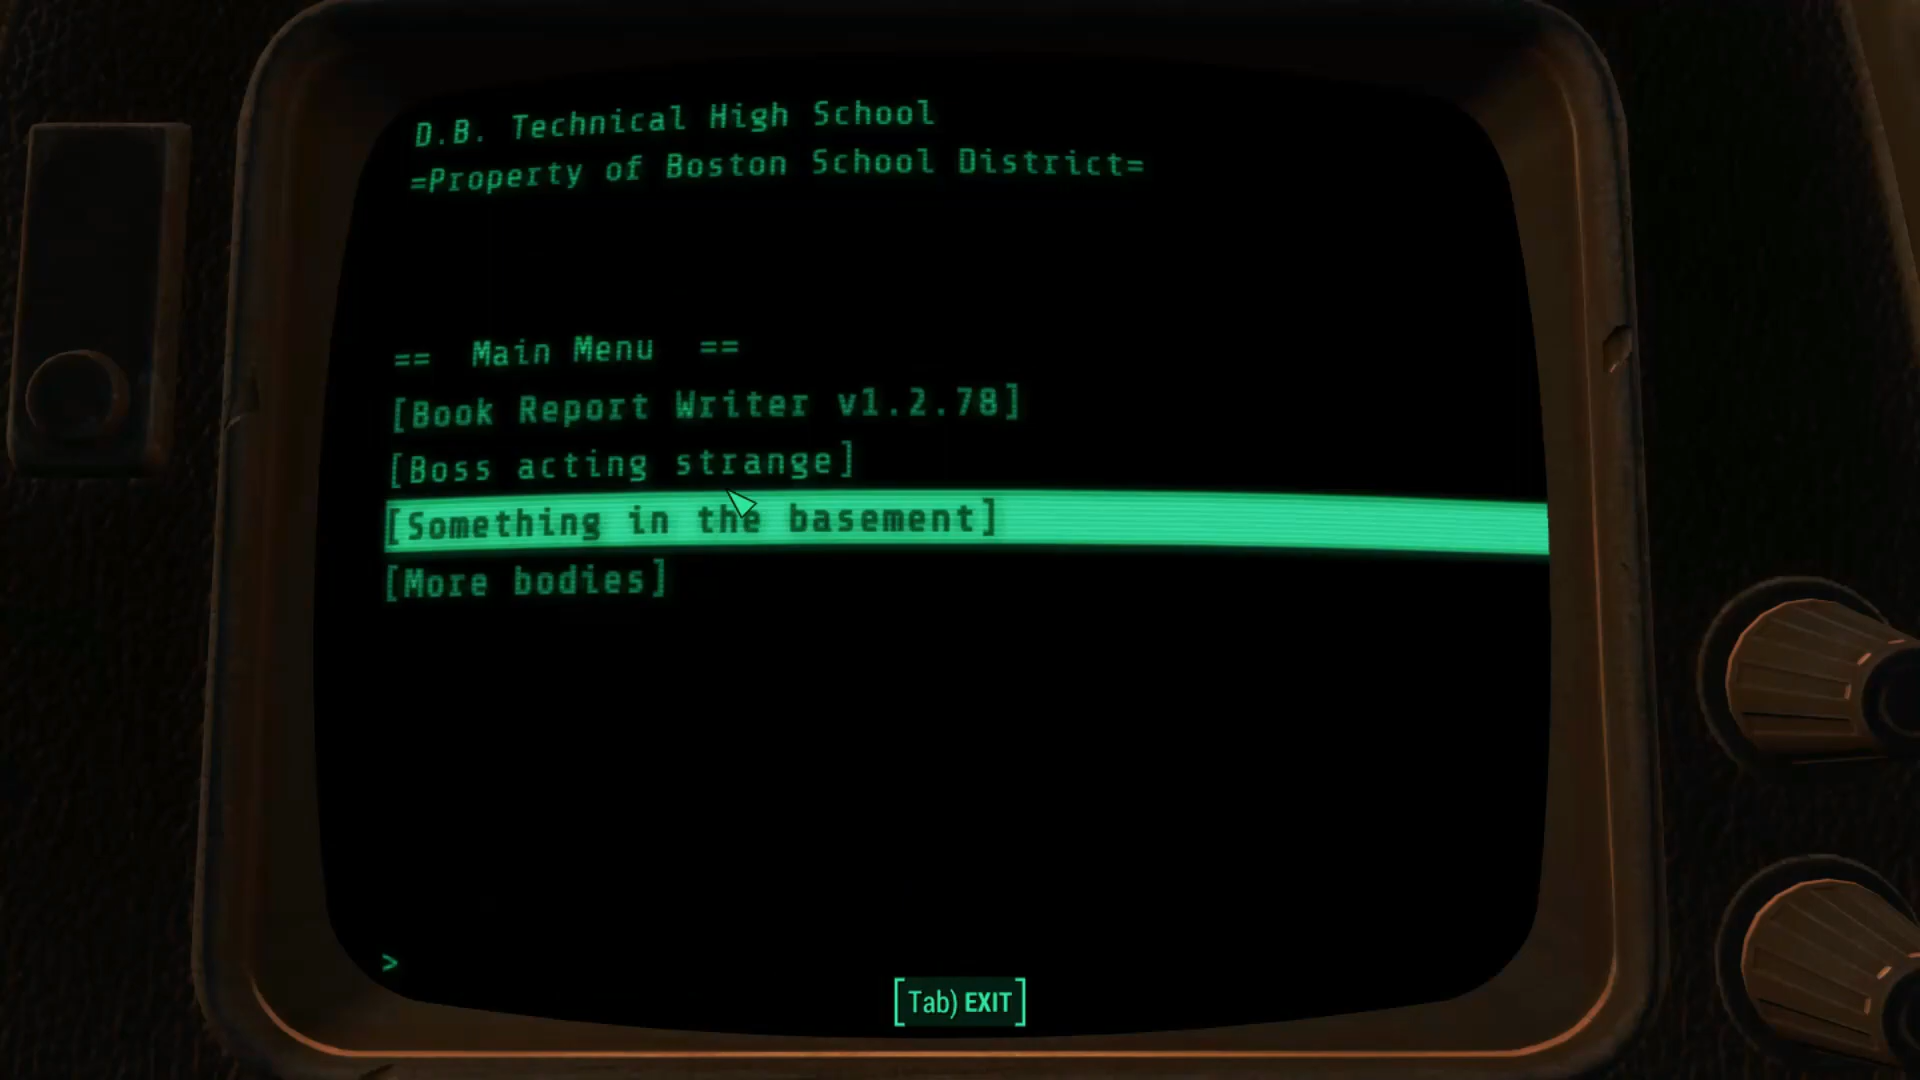 D.B. Technical High School
=Property of Boston School District=
== Main Menu ==
[Book Report Writer v1.2.78]
[Boss acting strange]
[Something in the basement]
[More bodies]
>
[Tab) EXIT]